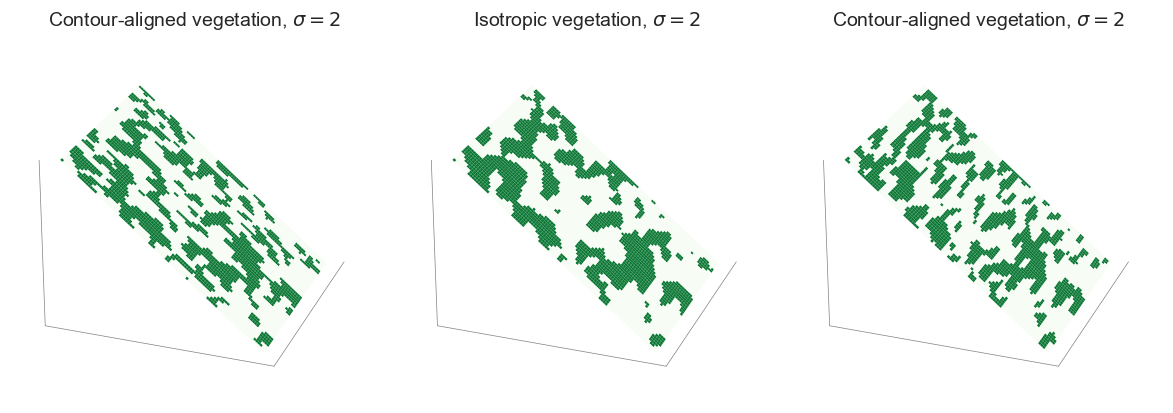 Contour-aligned vegetation, σ = 2
Isotropic vegetation, σ = 2
Contour-aligned vegetation, σ = 2